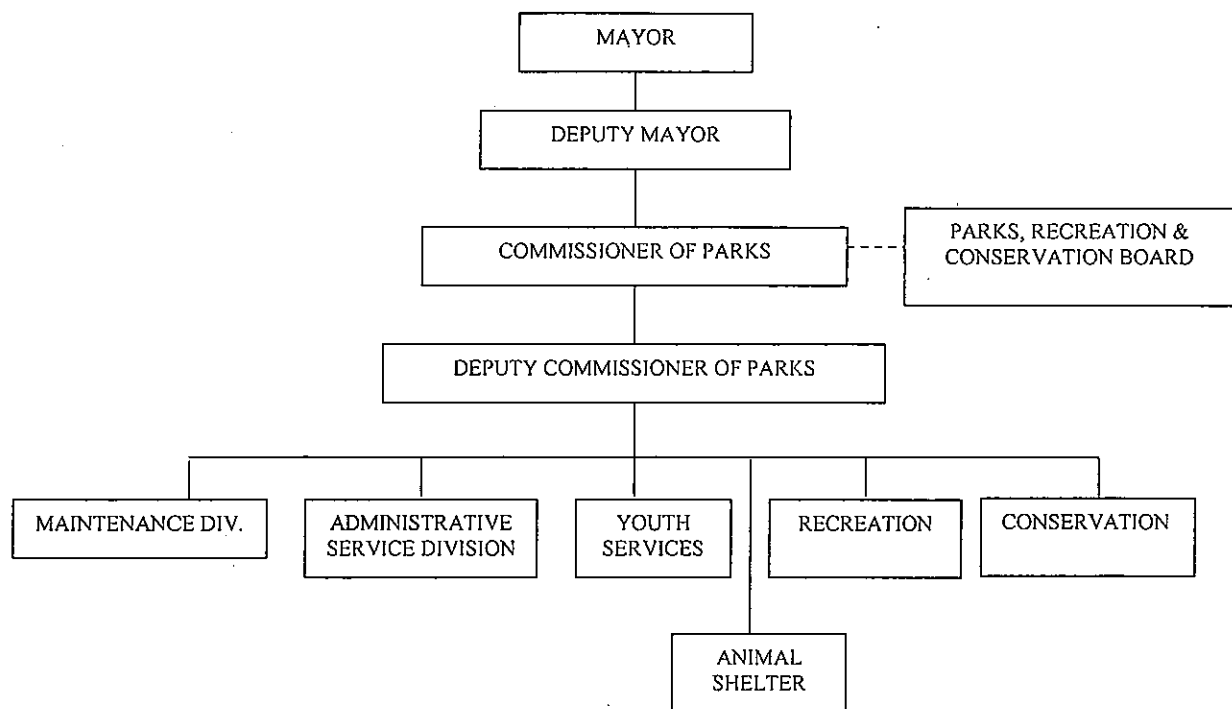 MAYOR
DEPUTY MAYOR
COMMISSIONER OF PARKS
PARKS, RECREATION &
CONSERVATION BOARD
DEPUTY COMMISSIONER OF PARKS
MAINTENANCE DIV.
ADMINISTRATIVE
SERVICE DIVISION
YOUTH
SERVICES
RECREATION
CONSERVATION
ANIMAL
SHELTER